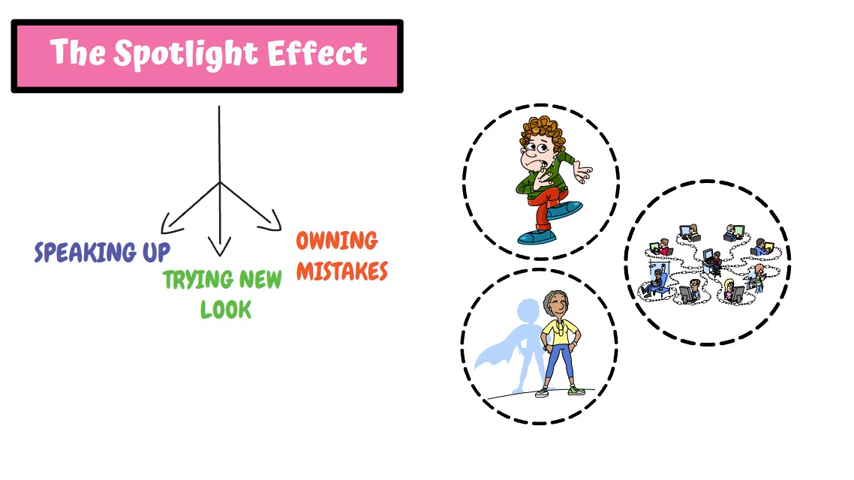 The Spotlight Effect
SPEAKING UP
TRYING NEW
LOOK
OWNING
MISTAKES